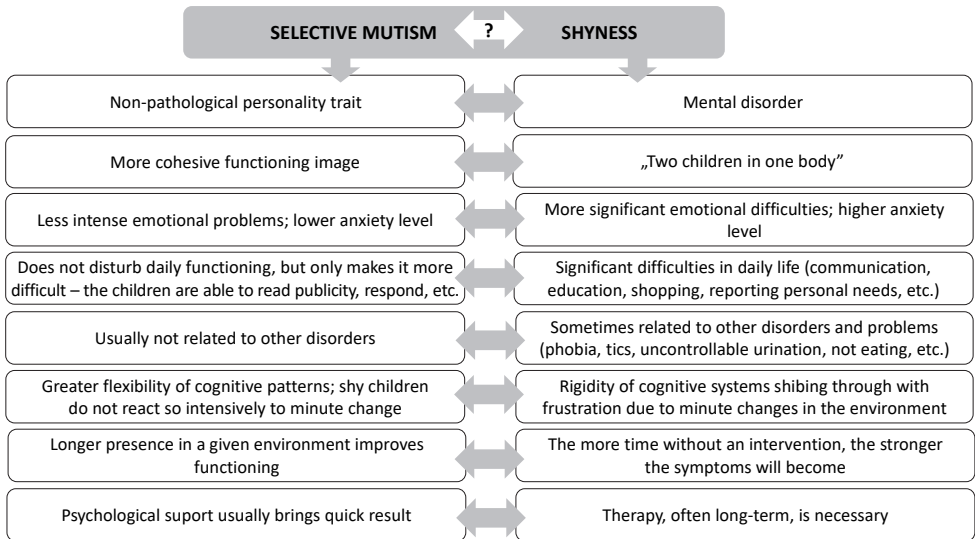 SELECTIVE MUTISM ? SHYNESS
Non-pathological personality trait
Mental disorder
More cohesive functioning image
„Two children in one body”
Less intense emotional problems; lower anxiety level
More significant emotional difficulties; higher anxiety
level
Does not disturb daily functioning, but only makes it more
difficult – the children are able to read publicity, respond, etc.
Significant difficulties in daily life (communication,
education, shopping, reporting personal needs, etc.)
Usually not related to other disorders
Sometimes related to other disorders and problems
(phobia, tics, uncontrollable urination, not eating, etc.)
Greater flexibility of cognitive patterns; shy children
do not react so intensively to minute change
Rigidity of cognitive systems shibing through with
frustration due to minute changes in the environment
Longer presence in a given environment improves
functioning
The more time without an intervention, the stronger
the symptoms will become
Psychological suport usually brings quick result
Therapy, often long-term, is necessary